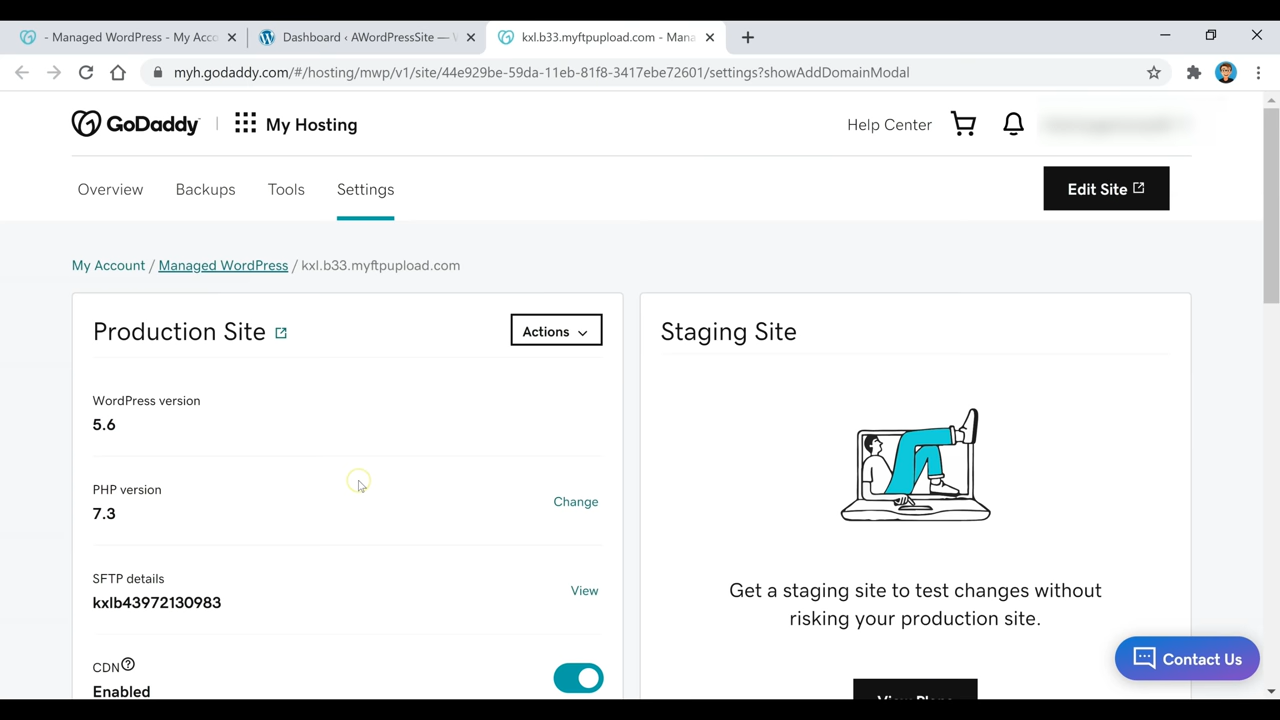 - Managed WordPress - My Acco
Dashboard ‹ AWordPressSite — W
kxl.b33.myftpupload.com - Mana
myh.godaddy.com/#/hosting/mwp/v1/site/44e929be-59da-11eb-81f8-3417ebe72601/settings?showAddDomainModal
GoDaddy
My Hosting
Help Center
Overview
Backups
Tools
Settings
Edit Site
My Account / Managed WordPress / kxl.b33.myftpupload.com
Production Site
Actions
WordPress version
5.6
PHP version
7.3
Change
SFTP details
kxlb43972130983
View
CDN
Enabled
Staging Site
Get a staging site to test changes without
risking your production site.
View Plans
Contact Us